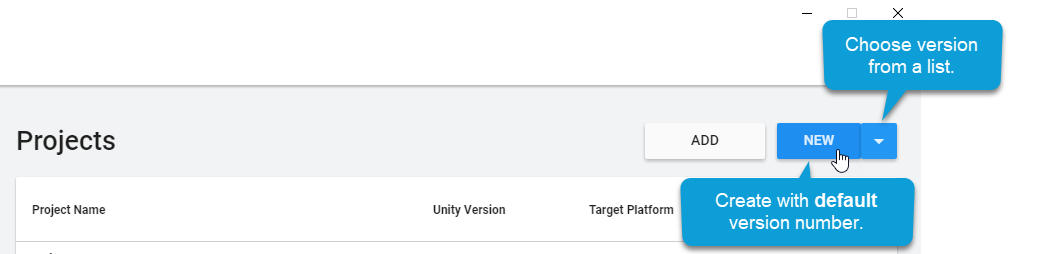 Choose version
from a list.
Projects
ADD
NEW
Create with default
version number.
Project Name
Unity Version
Target Platform